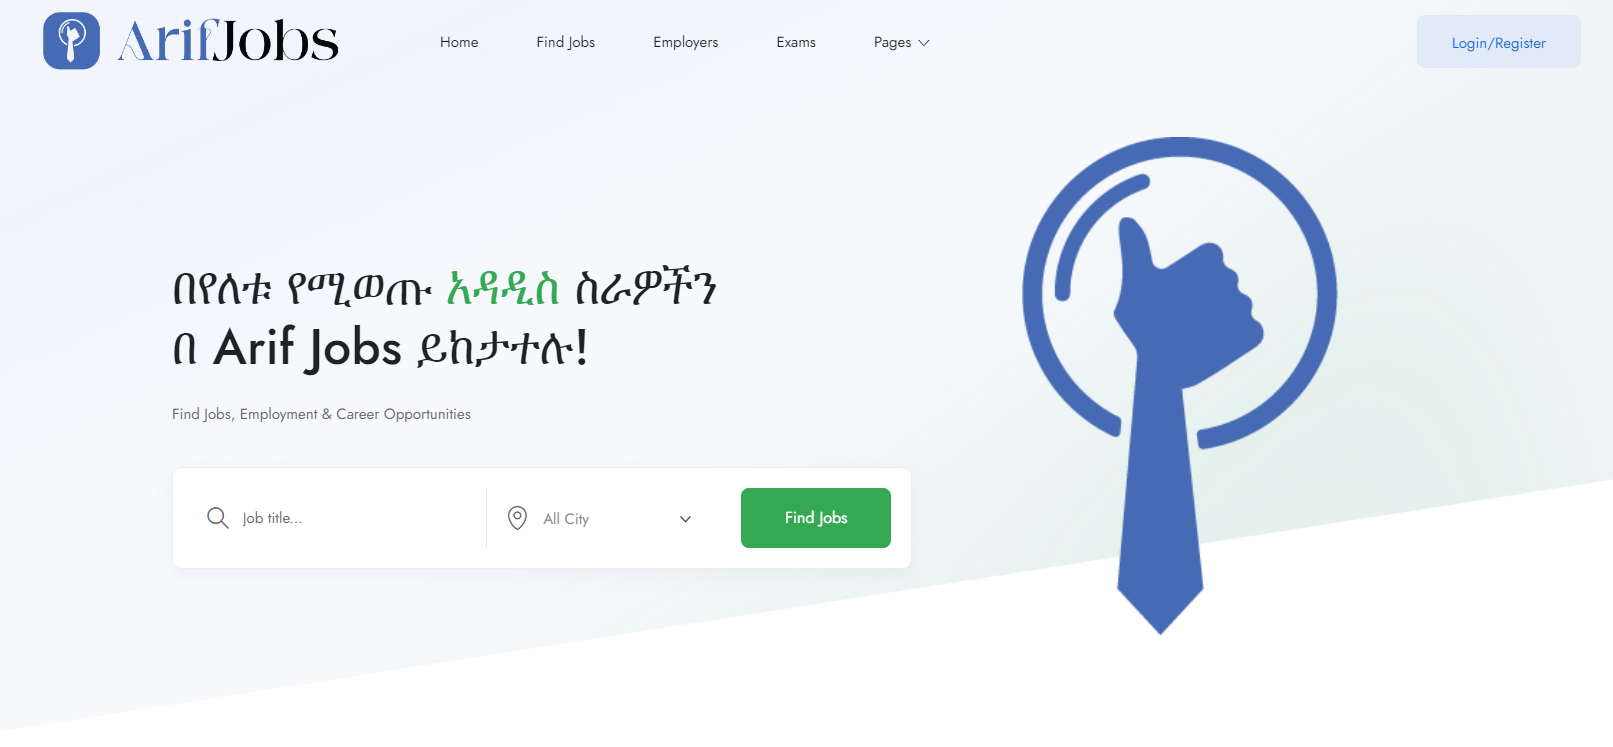 ArifJobs
Home
Find Jobs
Employers
Exams
Pages
Login/Register
በየለቱ የሚወጡ አዳዲስ ስራዎችን
በ Arif Jobs ይከታተሉ!
Find Jobs, Employment & Career Opportunities
Job title...
All City
Find Jobs